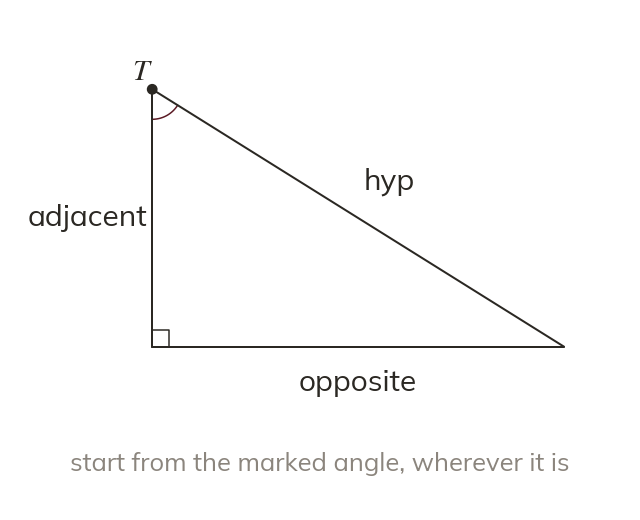 T
hyp
adjacent
opposite
start from the marked angle, wherever it is